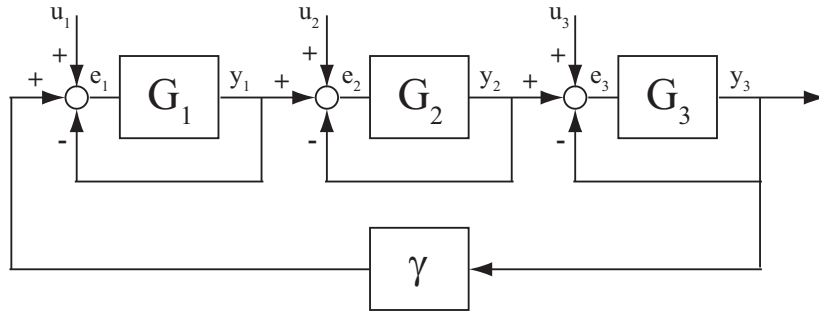 u₁ u₂ u₃
+ + +
+ e₁ G₁ y₁ + e₂ G₂ y₂ + e₃ G₃ y₃
- - -
γ